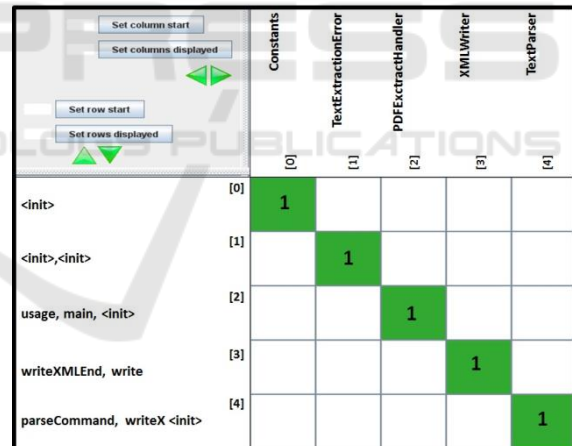 Set column start
Set columns displayed
Set row start
Set rows displayed
Constants
TextExtractionError
PDFExctractHandler
XMLWriter
TextParser
[0] [1] [2] [3] [4]
<init> [0] 1
<init>,<init> [1] 1
usage, main, <init> [2] 1
writeXMLEnd, write [3] 1
parseCommand, writeX <init> [4] 1